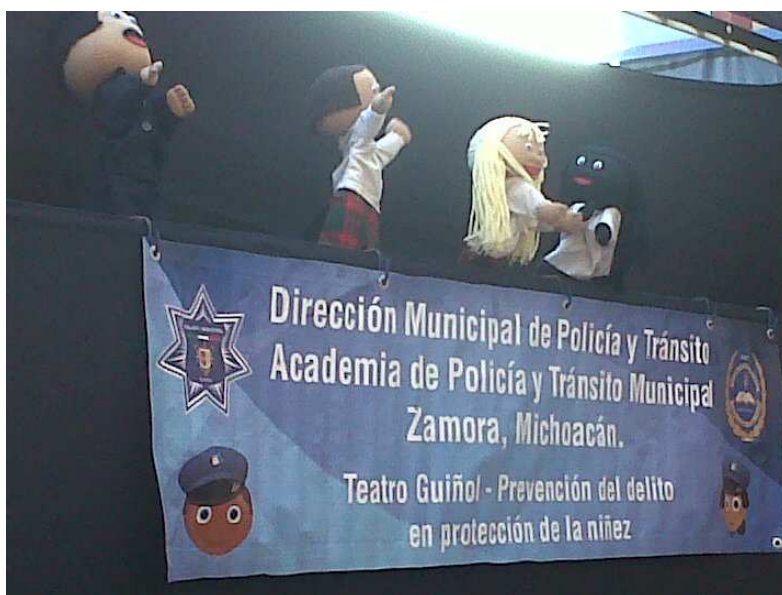 Dirección Municipal de Policía y Tránsito
Academia de Policía y Tránsito Municipal
Zamora, Michoacán.
Teatro Guiñol - Prevención del delito
en protección de la niñez